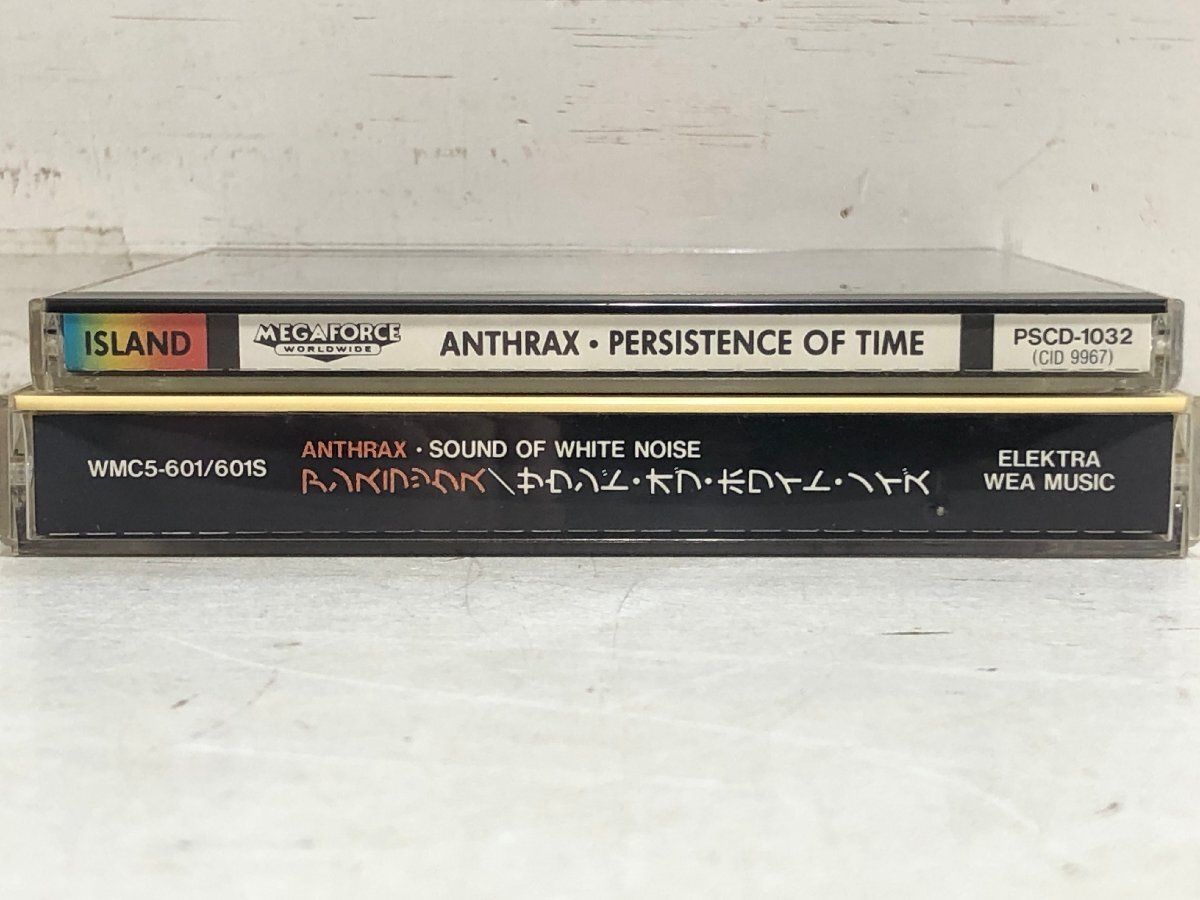 ISLAND
MEGAFORCE
WORLDWIDE
ANTHRAX • PERSISTENCE OF TIME
PSCD-1032
(CID 9967)
WMC5-601/601S
ANTHRAX • SOUND OF WHITE NOISE
アンスラックス/サウンド・オブ・ホワイト・ノイズ
ELEKTRA
WEA MUSIC